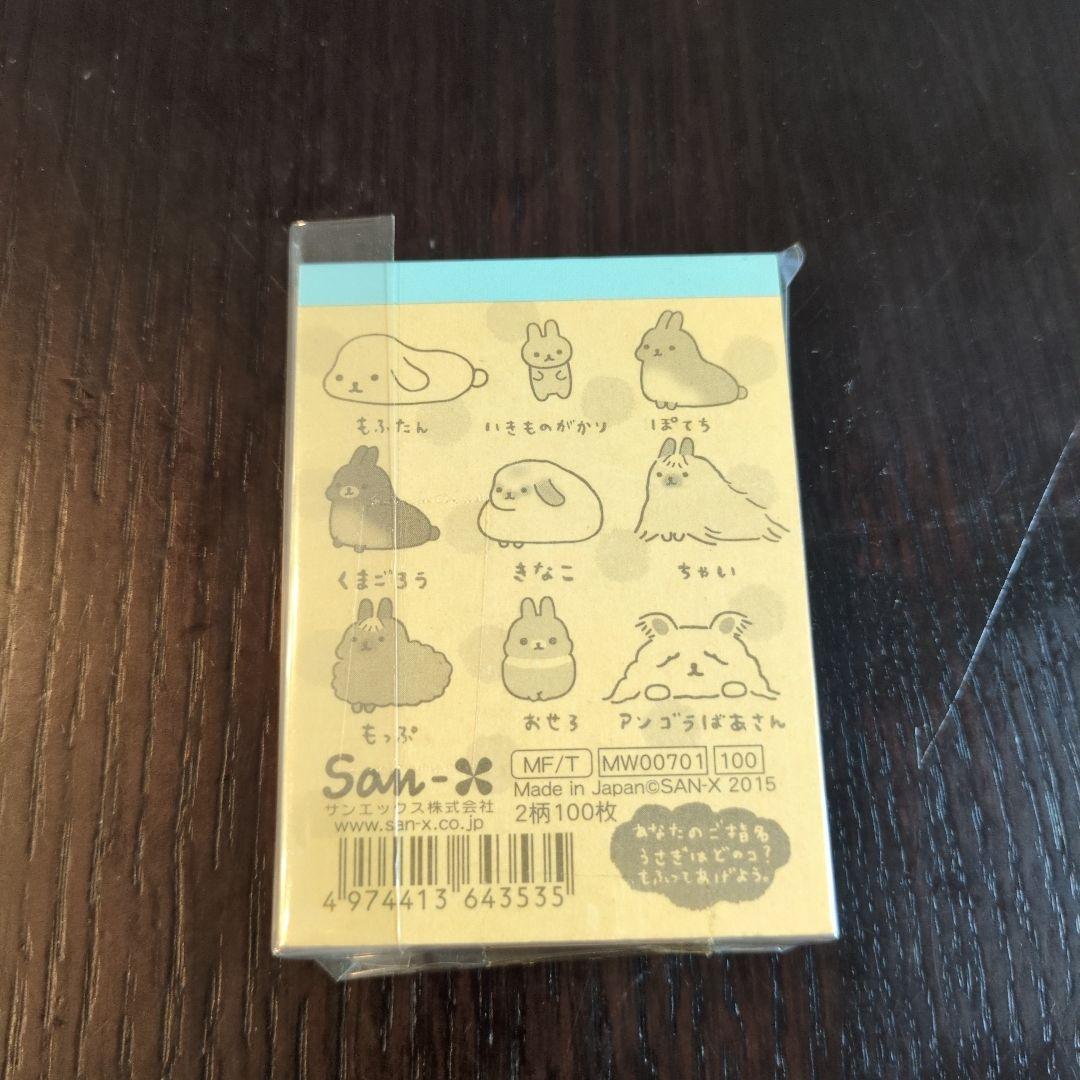 もふたん いきものがかり ぽてち
くまごろう きなこ ちゃい
もっぷ おせろ アンゴラばあさん
San-X MF/T MW00701 100
サンエックス株式会社 Made in Japan©SAN-X 2015
www.san-x.co.jp 2柄100枚
あなたのご指名
うさぎはどのコ?
もふってあげよう。
4 974413 643535